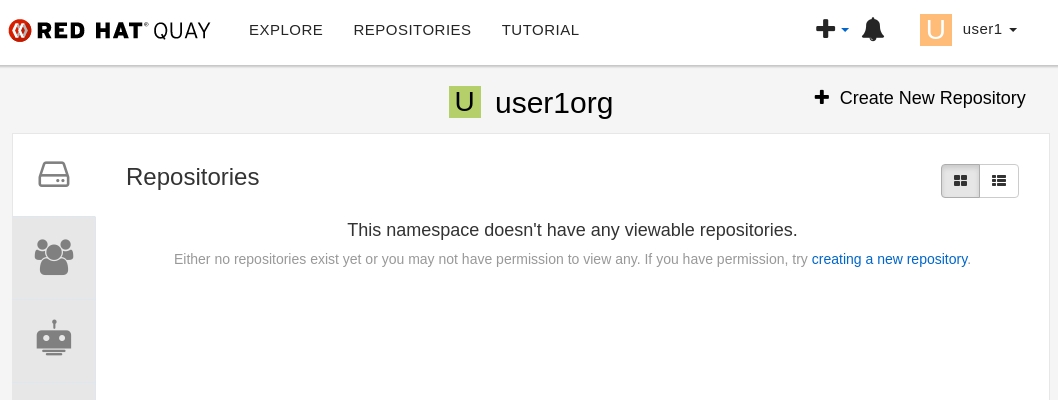 RED HAT® QUAY EXPLORE REPOSITORIES TUTORIAL U user1
U user1org Create New Repository
Repositories
This namespace doesn't have any viewable repositories.
Either no repositories exist yet or you may not have permission to view any. If you have permission, try creating a new repository.